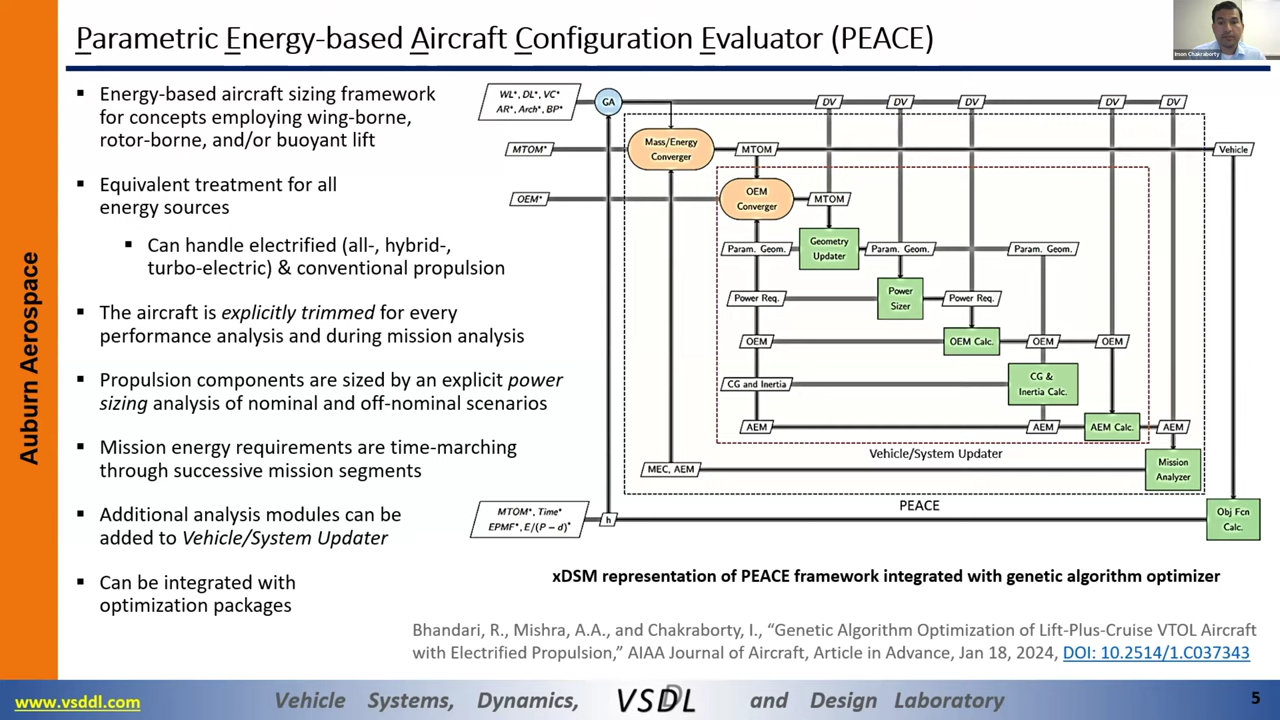 Parametric Energy-based Aircraft Configuration Evaluator (PEACE)
Imon Chakraborty
Auburn Aerospace
▪ Energy-based aircraft sizing framework
for concepts employing wing-borne,
rotor-borne, and/or buoyant lift
▪ Equivalent treatment for all
energy sources
▪ Can handle electrified (all-, hybrid-,
turbo-electric) & conventional propulsion
▪ The aircraft is explicitly trimmed for every
performance analysis and during mission analysis
▪ Propulsion components are sized by an explicit power
sizing analysis of nominal and off-nominal scenarios
▪ Mission energy requirements are time-marching
through successive mission segments
▪ Additional analysis modules can be
added to Vehicle/System Updater
▪ Can be integrated with
optimization packages
WL*, DL*, VC*
AR*, Arch*, BP*
GA
DV
DV
DV
DV
DV
MTOM*
Mass/Energy
Converger
MTOM
Vehicle
OEM*
OEM
Converger
MTOM
Param. Geom.
Geometry
Updater
Param. Geom.
Param. Geom.
Power Req.
Power
Sizer
Power Req.
OEM
OEM Calc.
OEM
OEM
CG and Inertia
CG &
Inertia Calc.
AEM
AEM
AEM Calc.
AEM
Vehicle/System Updater
MEC, AEM
Mission
Analyzer
PEACE
MTOM*, Time*
EPMF*, E/(P − d)*
h
Obj Fcn
Calc.
xDSM representation of PEACE framework integrated with genetic algorithm optimizer
Bhandari, R., Mishra, A.A., and Chakraborty, I., “Genetic Algorithm Optimization of Lift-Plus-Cruise VTOL Aircraft
with Electrified Propulsion,” AIAA Journal of Aircraft, Article in Advance, Jan 18, 2024, DOI: 10.2514/1.C037343
www.vsddl.com
Vehicle Systems, Dynamics, VSDDL and Design Laboratory
5